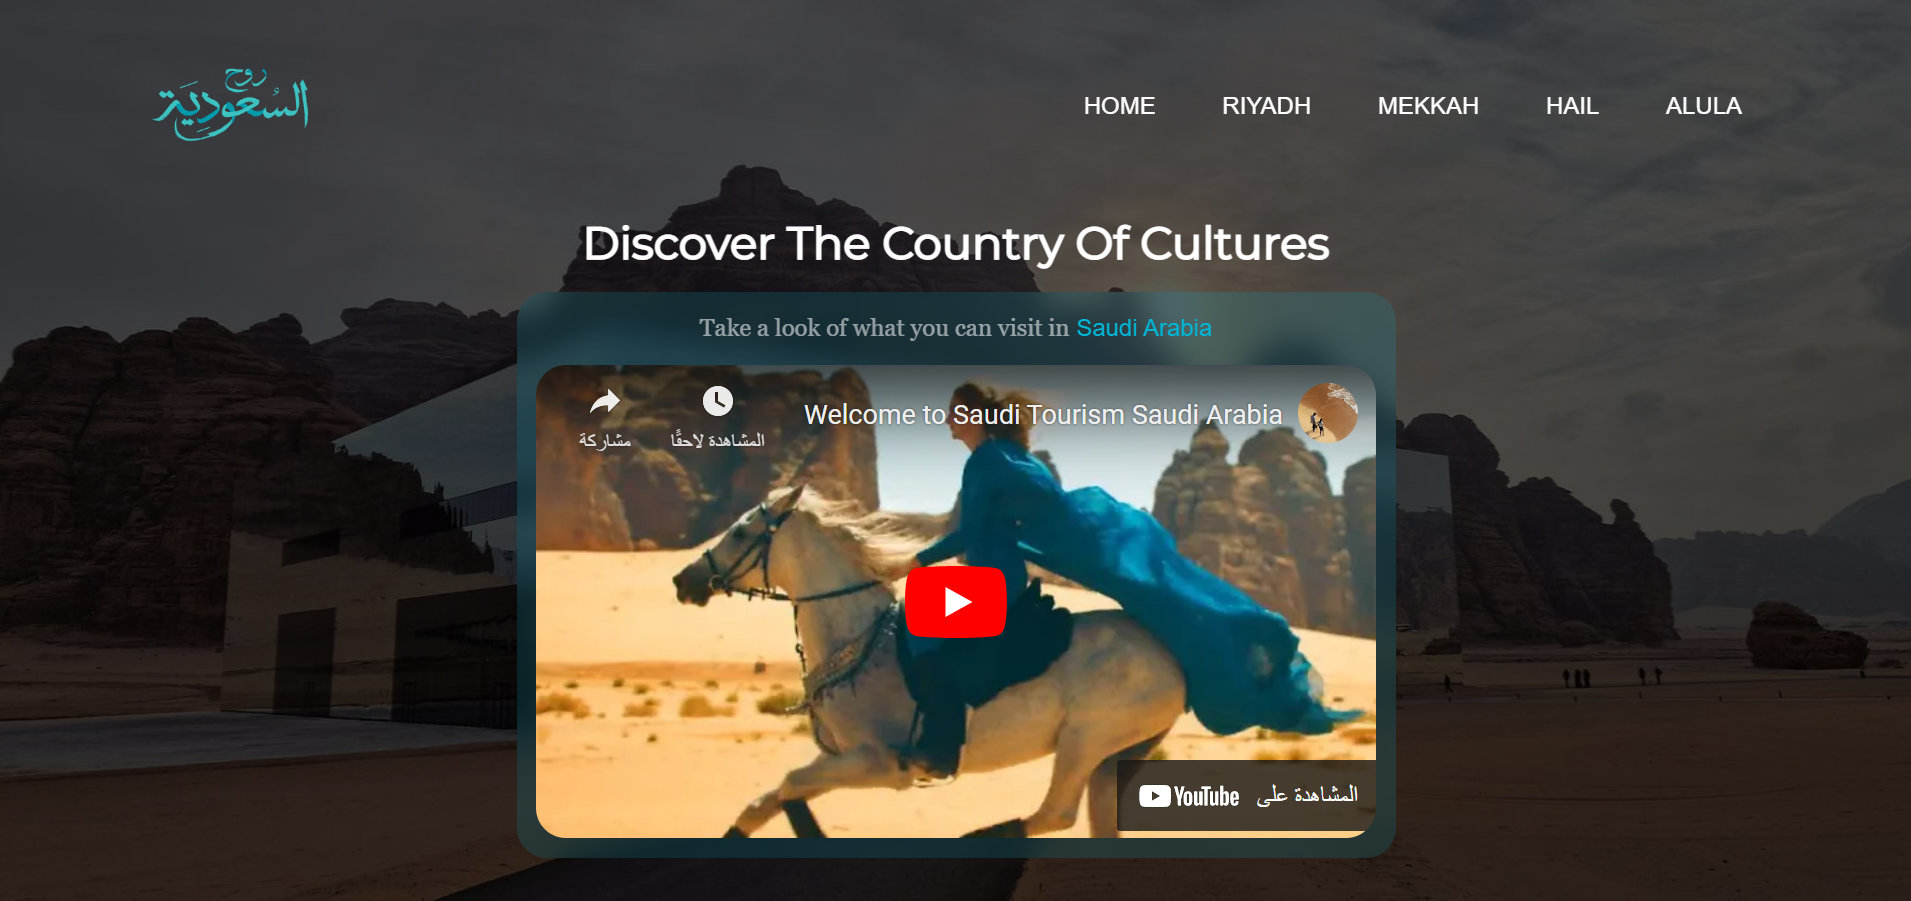 روح
السعودية
HOME RIYADH MEKKAH HAIL ALULA
Discover The Country Of Cultures
Take a look of what you can visit in Saudi Arabia
Welcome to Saudi Tourism Saudi Arabia
المشاهدة لاحقًا
مشاركة
المشاهدة على YouTube